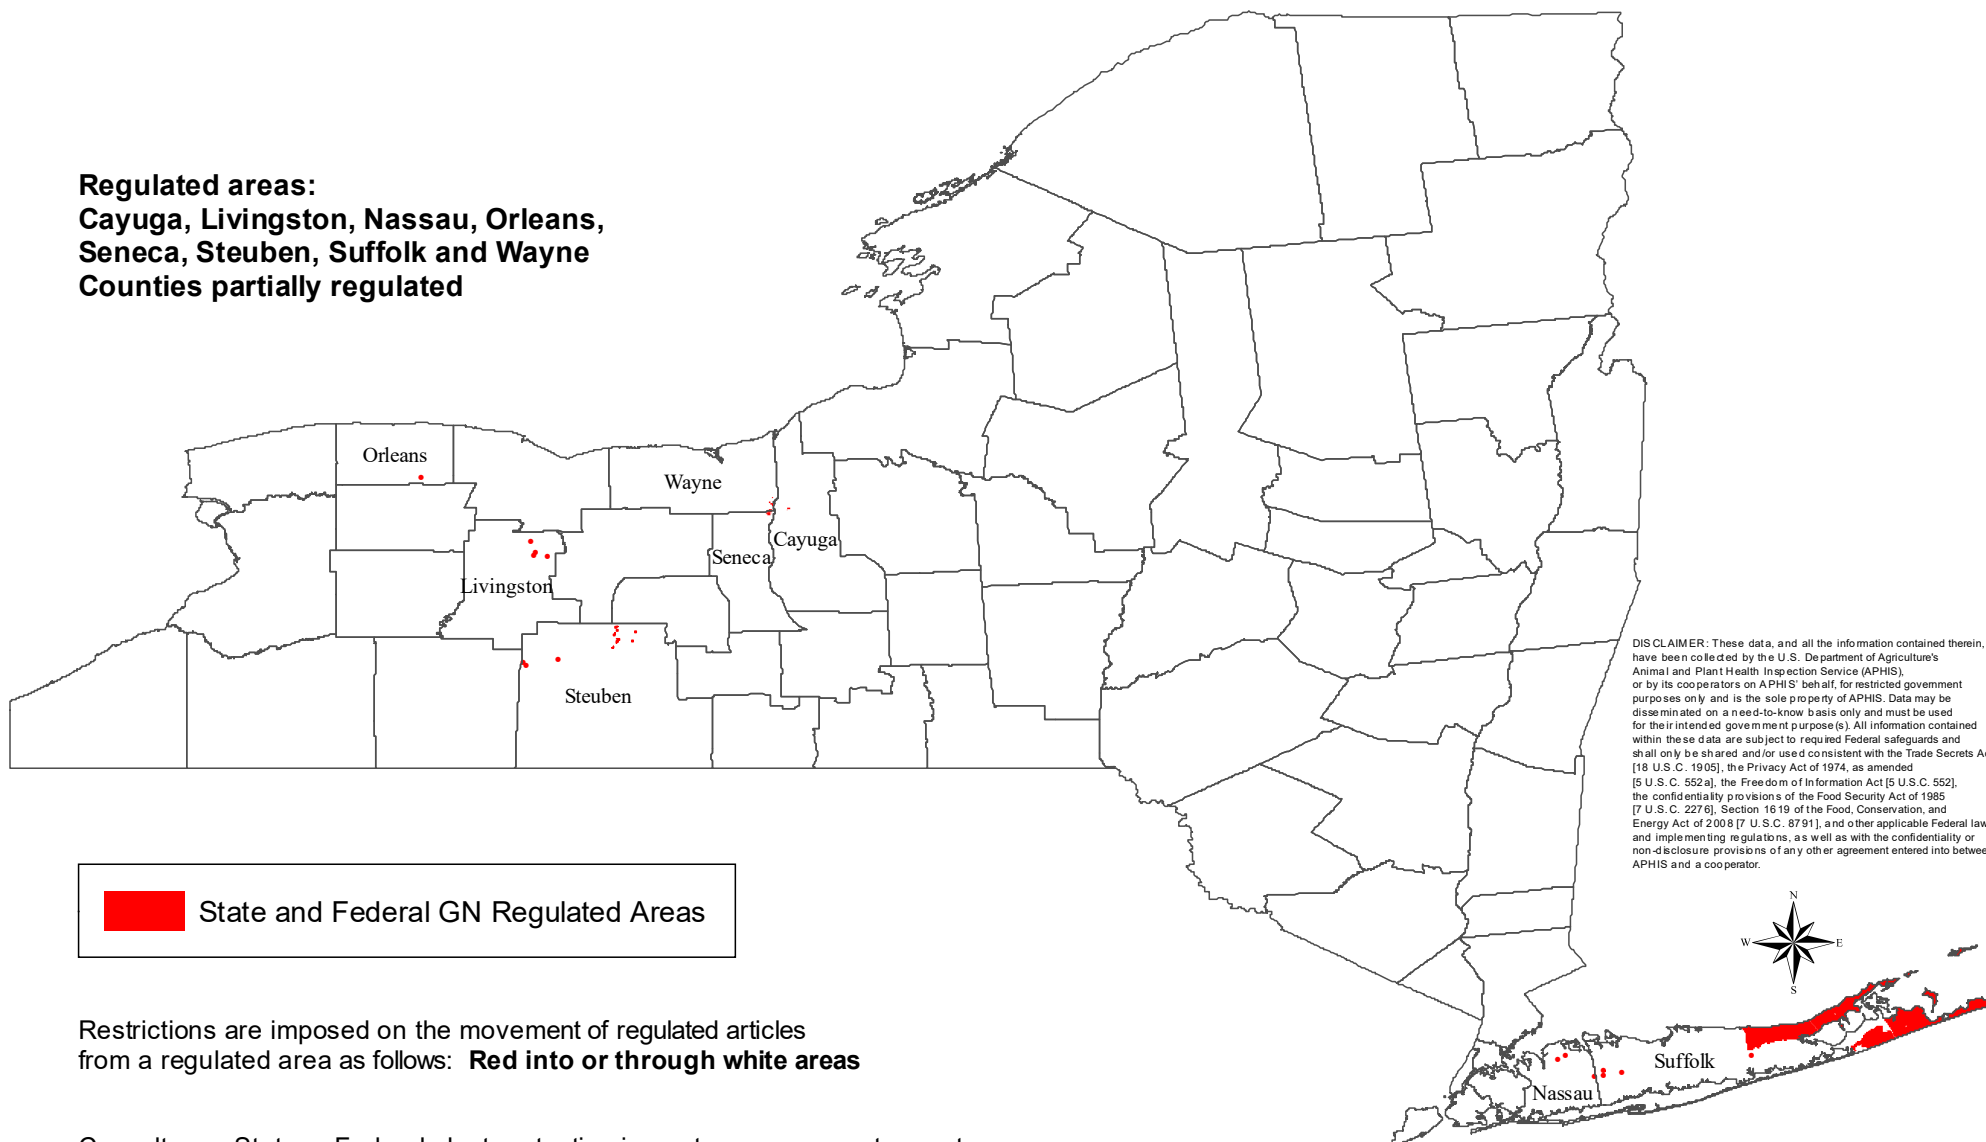 Regulated areas:
Cayuga, Livingston, Nassau, Orleans,
Seneca, Steuben, Suffolk and Wayne
Counties partially regulated
Orleans
Wayne
Cayuga
Seneca
Livingston
Steuben
DISCLAIMER: These data, and all the information contained therein,
have been collected by the U.S. Department of Agriculture's
Animal and Plant Health Inspection Service (APHIS),
or by its cooperators on APHIS' behalf, for restricted government
purposes only and is the sole property of APHIS. Data may be
disseminated on a need-to-know basis only and must be used
for their intended government purpose(s). All information contained
within these data are subject to required Federal safeguards and
shall only be shared and/or used consistent with the Trade Secrets
[18 U.S.C. 1905], the Privacy Act of 1974, as amended
[5 U.S.C. 552a], the Freedom of Information Act [5 U.S.C. 552],
the confidentiality provisions of the Food Security Act of 1985
[7 U.S.C. 2276], Section 1619 of the Food, Conservation, and
Energy Act of 2008 [7 U.S.C. 8791], and other applicable Federal law
and implementing regulations, as well as with the confidentiality or
non-disclosure provisions of any other agreement entered into
APHIS and a cooperator.
State and Federal GN Regulated Areas
N
W
E
S
Restrictions are imposed on the movement of regulated articles
from a regulated area as follows: Red into or through white areas
Suffolk
Nassau